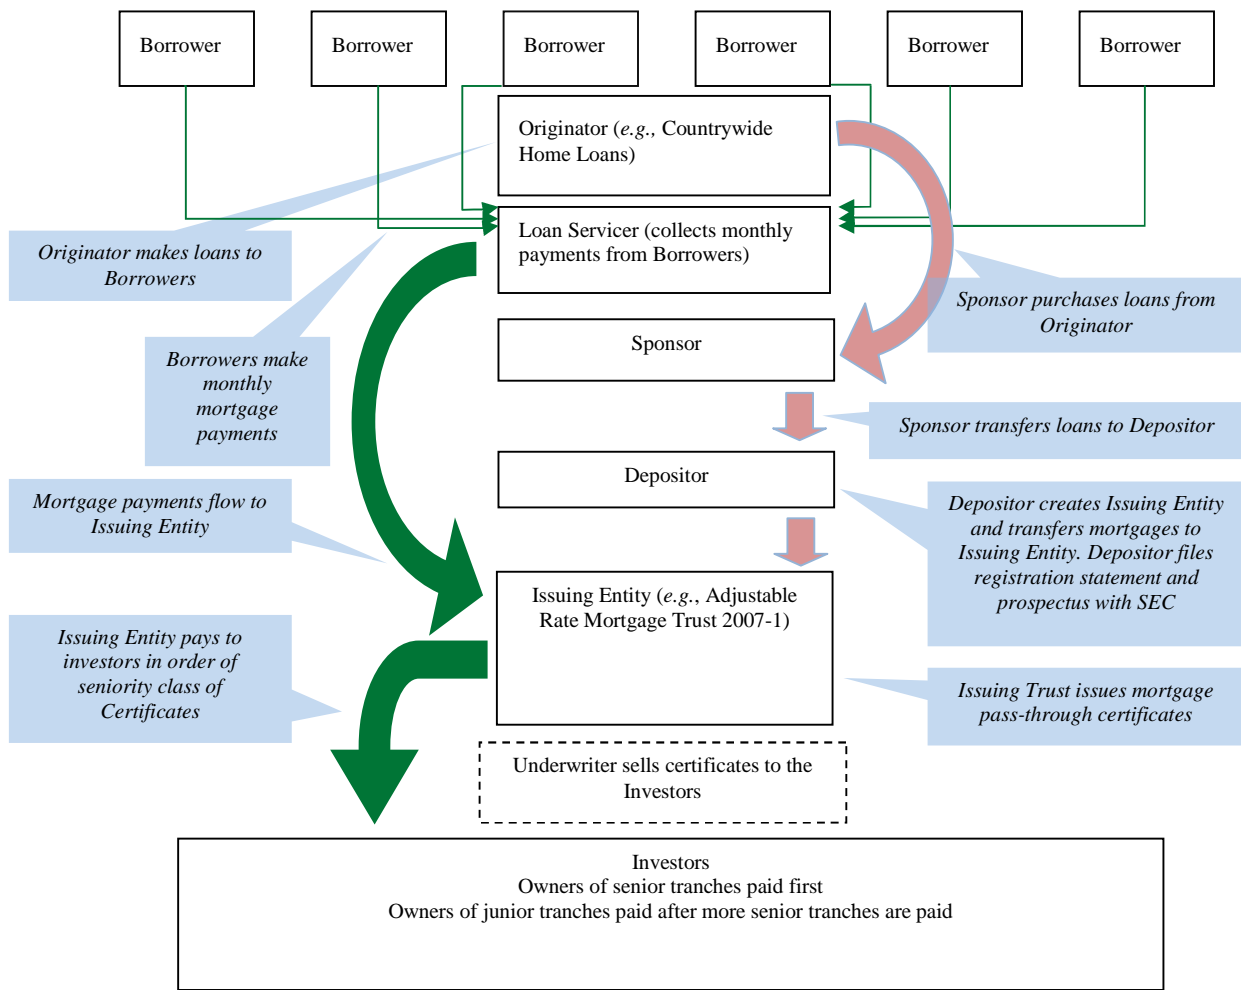 Borrower
Borrower
Borrower
Borrower
Borrower
Borrower
Originator (e.g., Countrywide
Home Loans)
Originator makes loans to
Borrowers
Loan Servicer (collects monthly
payments from Borrowers)
Sponsor purchases loans from
Originator
Borrowers make
monthly
mortgage
payments
Sponsor
Sponsor transfers loans to Depositor
Mortgage payments flow to
Issuing Entity
Depositor
Depositor creates Issuing Entity
and transfers mortgages to
Issuing Entity. Depositor files
registration statement and
prospectus with SEC
Issuing Entity (e.g., Adjustable
Rate Mortgage Trust 2007-1)
Issuing Entity pays to
investors in order of
seniority class of
Certificates
Issuing Trust issues mortgage
pass-through certificates
Underwriter sells certificates to the
Investors
Investors
Owners of senior tranches paid first
Owners of junior tranches paid after more senior tranches are paid